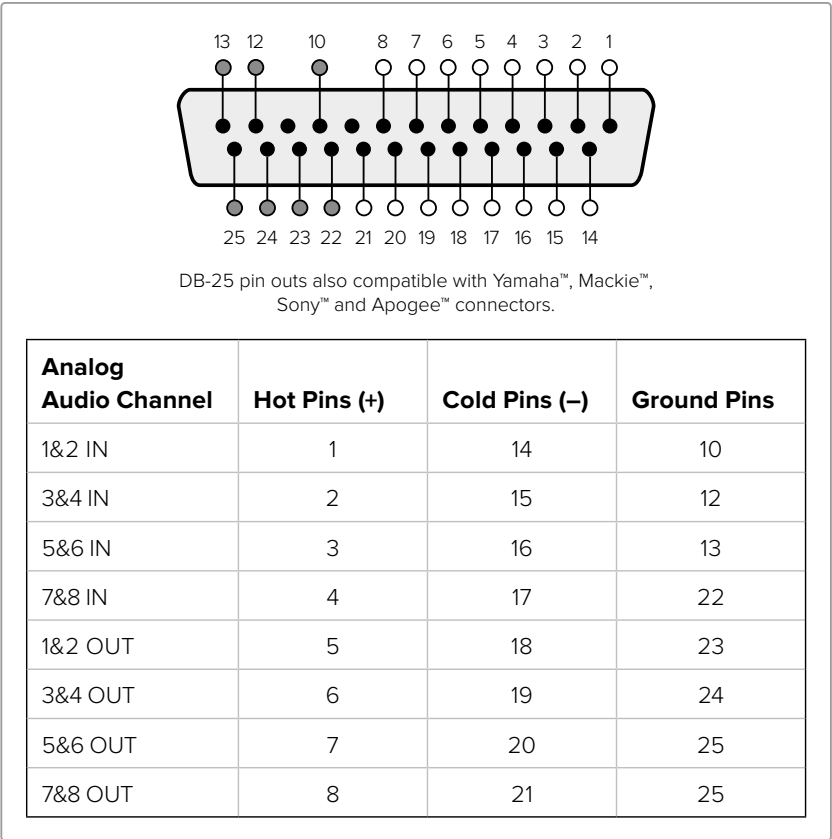 13 12 10 8 7 6 5 4 3 2 1
25 24 23 22 21 20 19 18 17 16 15 14
DB-25 pin outs also compatible with Yamaha™, Mackie™,
Sony™ and Apogee™ connectors.
Analog
Audio Channel Hot Pins (+) Cold Pins (–) Ground Pins
1&2 IN 1 14 10
3&4 IN 2 15 12
5&6 IN 3 16 13
7&8 IN 4 17 22
1&2 OUT 5 18 23
3&4 OUT 6 19 24
5&6 OUT 7 20 25
7&8 OUT 8 21 25